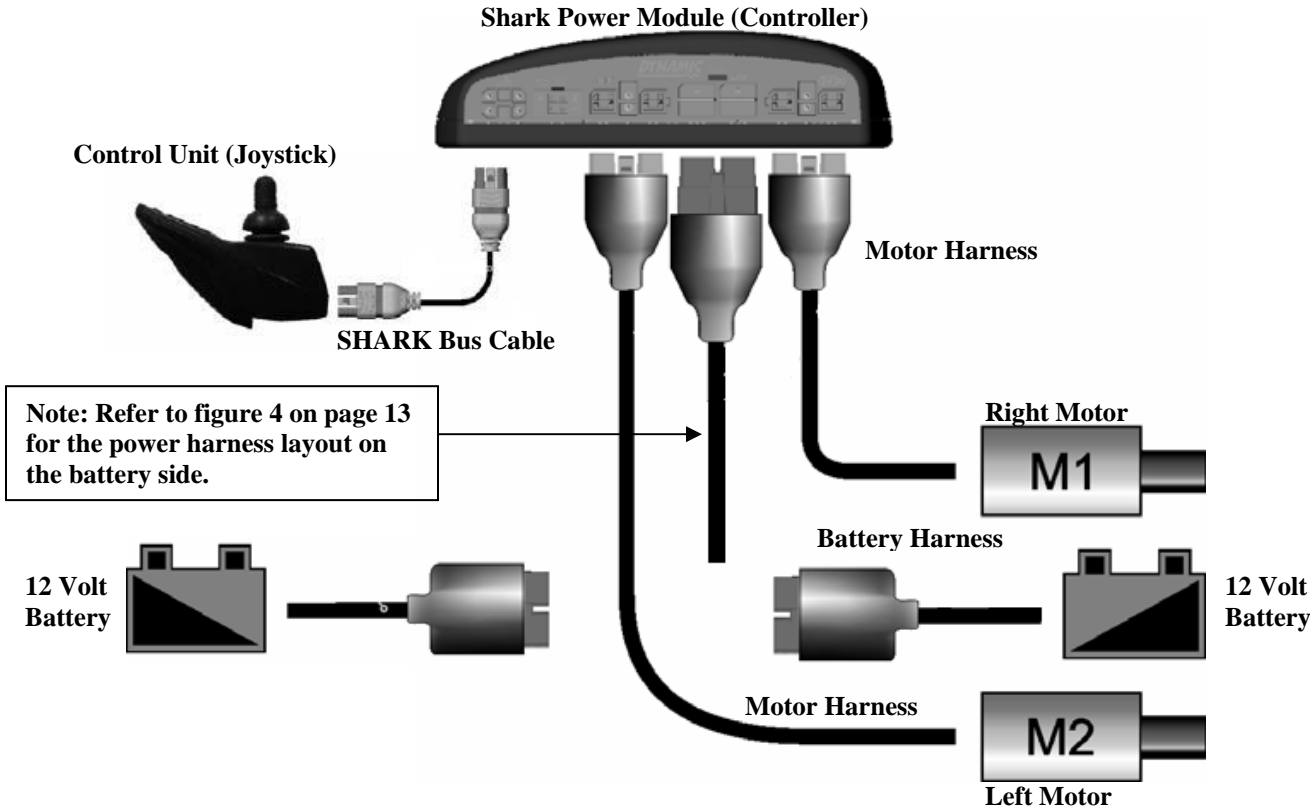 Shark Power Module (Controller)
DYNAMIC
Control Unit (Joystick)
Motor Harness
SHARK Bus Cable
Note: Refer to figure 4 on page 13
for the power harness layout on
the battery side.
Right Motor
M1
Battery Harness
12 Volt
Battery
12 Volt
Battery
Motor Harness
M2
Left Motor